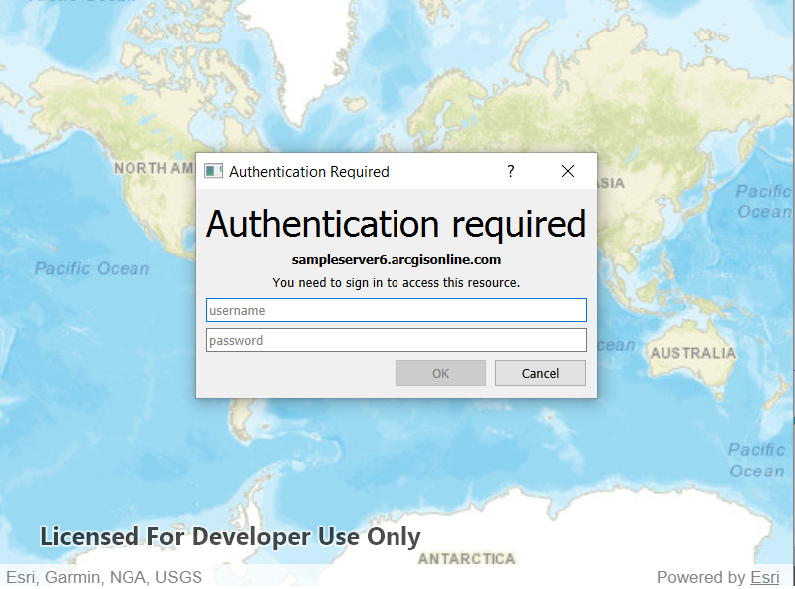 Authentication Required
?
NORTH AM
ASIA
Pacific
Ocean
Authentication required
sampleserver6.arcgisonline.com
Pacific Ocean
You need to sign in to access this resource.
username
password
cean
AUSTRALIA
OK
Cancel
Pacific
Ocean
Licensed For Developer Use Only
ANTARCTICA
Esri, Garmin, NGA, USGS
Powered by Esri